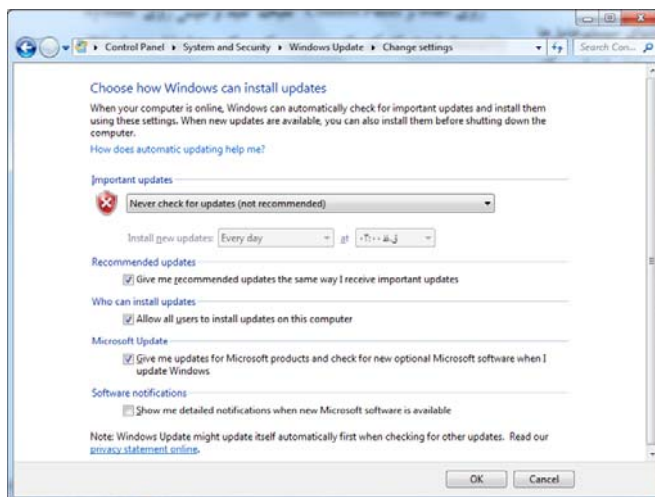 Control Panel ▸ System and Security ▸ Windows Update ▸ Change settings
Search Con...
Choose how Windows can install updates
When your computer is online, Windows can automatically check for important updates and install them
using these settings. When new updates are available, you can also install them before shutting down the
computer.
How does automatic updating help me?
Important updates
Never check for updates (not recommended)
Install new updates: Every day at ۰۳:۰۰ ق.ظ
Recommended updates
Give me recommended updates the same way I receive important updates
Who can install updates
Allow all users to install updates on this computer
Microsoft Update
Give me updates for Microsoft products and check for new optional Microsoft software when I
update Windows
Software notifications
Show me detailed notifications when new Microsoft software is available
Note: Windows Update might update itself automatically first when checking for other updates. Read our
privacy statement online.
OK Cancel